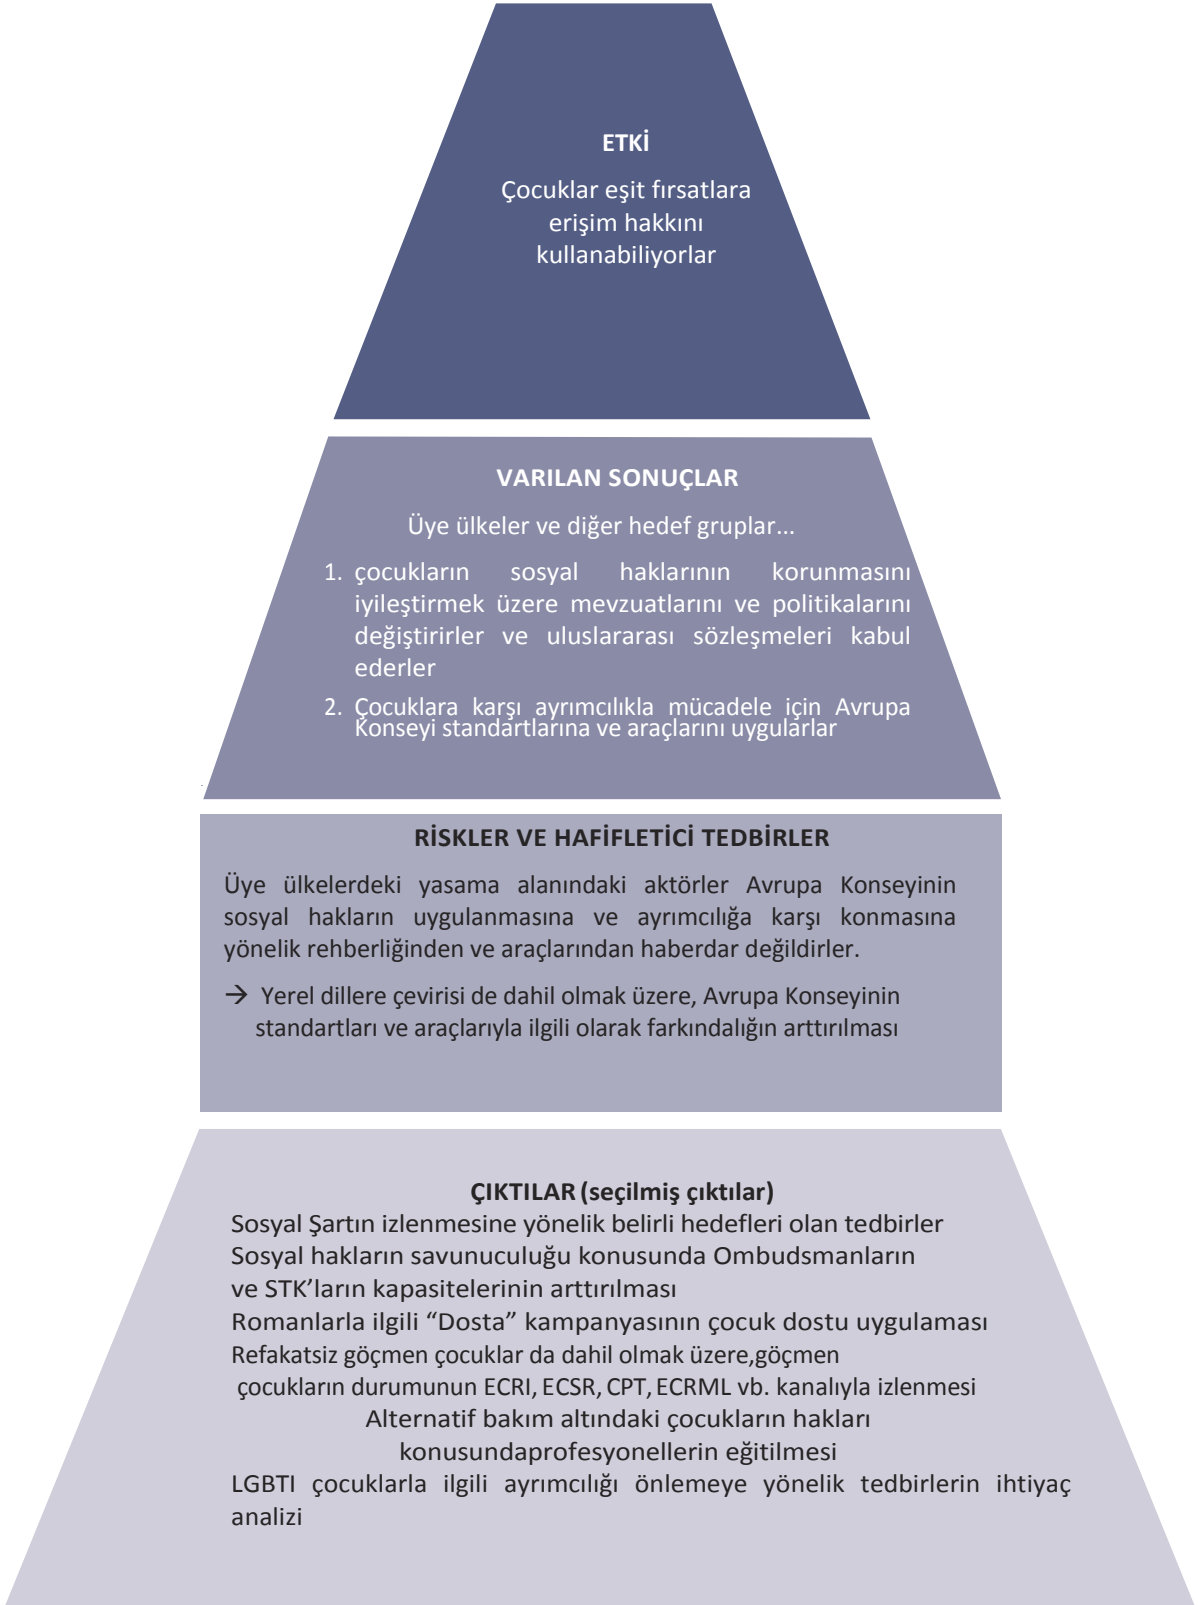 ETKİ
Çocuklar eşit fırsatlara
erişim hakkını
kullanabiliyorlar
VARILAN SONUÇLAR
Üye ülkeler ve diğer hedef gruplar...
1. çocukların sosyal haklarının korunmasını
iyileştirmek üzere mevzuatlarını ve politikalarını
değiştirirler ve uluslararası sözleşmeleri kabul
ederler
2. Çocuklara karşı ayrımcılıkla mücadele için Avrupa
Konseyi standartlarına ve araçlarını uygularlar
RİSKLER VE HAFİFLETİCİ TEDBİRLER
Üye ülkelerdeki yasama alanındaki aktörler Avrupa Konseyinin
sosyal hakların uygulanmasına ve ayrımcılığa karşı konmasına
yönelik rehberliğinden ve araçlarından haberdar değildirler.
→ Yerel dillere çevirisi de dahil olmak üzere, Avrupa Konseyinin
standartları ve araçlarıyla ilgili olarak farkındalığın arttırılması
ÇIKTILAR (seçilmiş çıktılar)
Sosyal Şartın izlenmesine yönelik belirli hedefleri olan tedbirler
Sosyal hakların savunuculuğu konusunda Ombudsmanların
ve STK’ların kapasitelerinin arttırılması
Romanlarla ilgili “Dosta” kampanyasının çocuk dostu uygulaması
Refakatsiz göçmen çocuklar da dahil olmak üzere,göçmen
çocukların durumunun ECRI, ECSR, CPT, ECRML vb. kanalıyla izlenmesi
Alternatif bakım altındaki çocukların hakları
konusundaprofesyonellerin eğitilmesi
LGBTI çocuklarla ilgili ayrımcılığı önlemeye yönelik tedbirlerin ihtiyaç
analizi